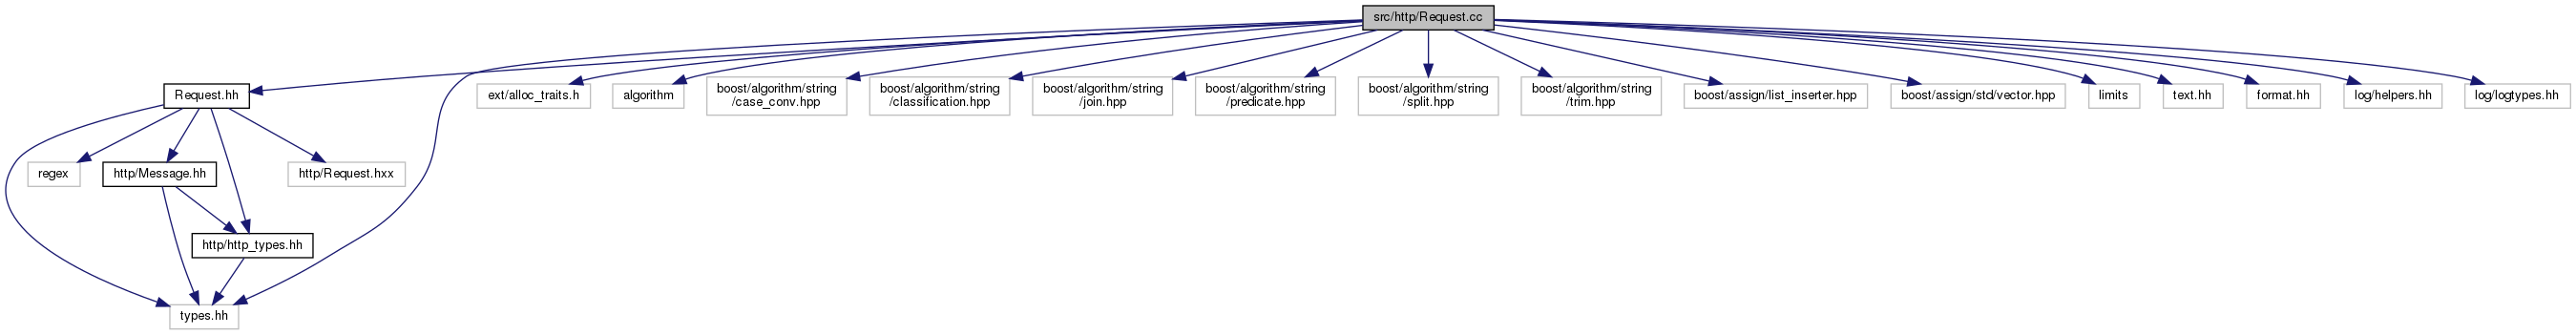 src/http/Request.cc
Request.hh
ext/alloc_traits.h
algorithm
boost/algorithm/string
/case_conv.hpp
boost/algorithm/string
/classification.hpp
boost/algorithm/string
/join.hpp
boost/algorithm/string
/predicate.hpp
boost/algorithm/string
/split.hpp
boost/algorithm/string
/trim.hpp
boost/assign/list_inserter.hpp
boost/assign/std/vector.hpp
limits
text.hh
format.hh
log/helpers.hh
log/logtypes.hh
regex
http/Message.hh
http/Request.hxx
http/http_types.hh
types.hh